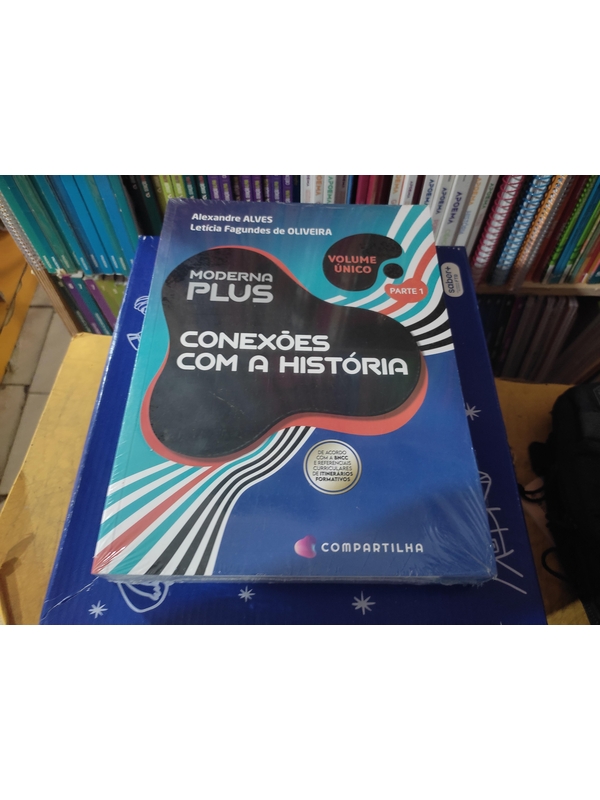 Alexandre ALVES
Letícia Fagundes de OLIVEIRA
VOLUME
ÚNICO
PARTE 1
MODERNA
PLUS
CONEXÕES
COM A HISTÓRIA
DE ACORDO
COM A BNCC
E REFERENCIAIS
CURRICULARES
DE ITINERÁRIOS
FORMATIVOS
COMPARTILHA
saber+